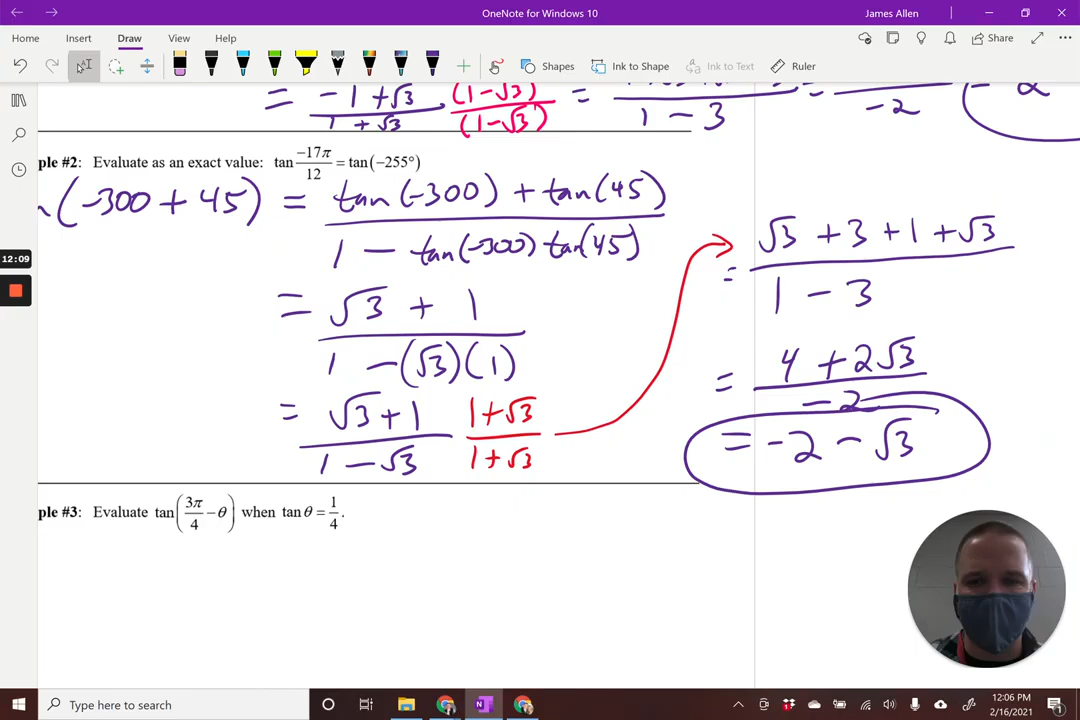 OneNote for Windows 10
James Allen
Home Insert Draw View Help
Share
Shapes Ink to Shape Ink to Text Ruler
= -1 + √3 / 1 + √3 (1 - √3) / (1 - √3) = 1 - 3 = -2
ple #2: Evaluate as an exact value: tan -17π/12 = tan(-255°)
(-300 + 45) = tan(-300) + tan(45) / 1 - tan(-300) tan(45)
= √3 + 1 / 1 - (√3)(1)
= √3 + 1 / 1 - √3 1 + √3 / 1 + √3
= √3 + 3 + 1 + √3 / 1 - 3
= 4 + 2√3 / -2
= -2 - √3
ple #3: Evaluate tan(3π/4 - θ) when tan θ = 1/4.
12:09
Type here to search
12:06 PM
2/16/2021
1